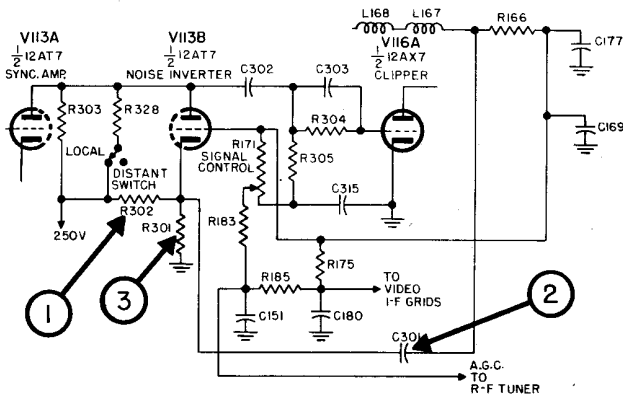 L168 L167
R166
C177
V113A
½ 12AT7
SYNC. AMP.
V113B
½ 12AT7
NOISE INVERTER
C302
C303
V116A
½ 12AX7
CLIPPER
C169
R303
R328
R304
R171
SIGNAL
CONTROL
R305
LOCAL
DISTANT
SWITCH
C315
R302
R301
R183
250V
R175
1
3
R185
TO
VIDEO
I-F GRIDS
2
C151
C180
C301
A.G.C.
TO
R-F TUNER